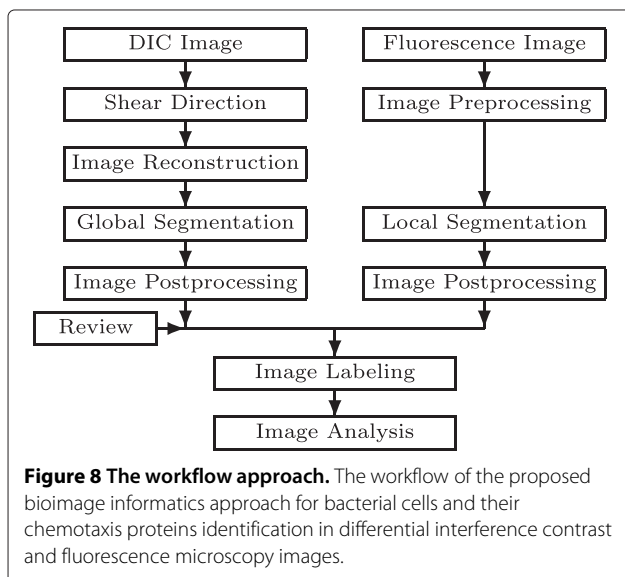 DIC Image
Fluorescence Image
Shear Direction
Image Preprocessing
Image Reconstruction
Global Segmentation
Local Segmentation
Image Postprocessing
Image Postprocessing
Review
Image Labeling
Image Analysis
Figure 8 The workflow approach. The workflow of the proposed
bioimage informatics approach for bacterial cells and their
chemotaxis proteins identification in differential interference contrast
and fluorescence microscopy images.